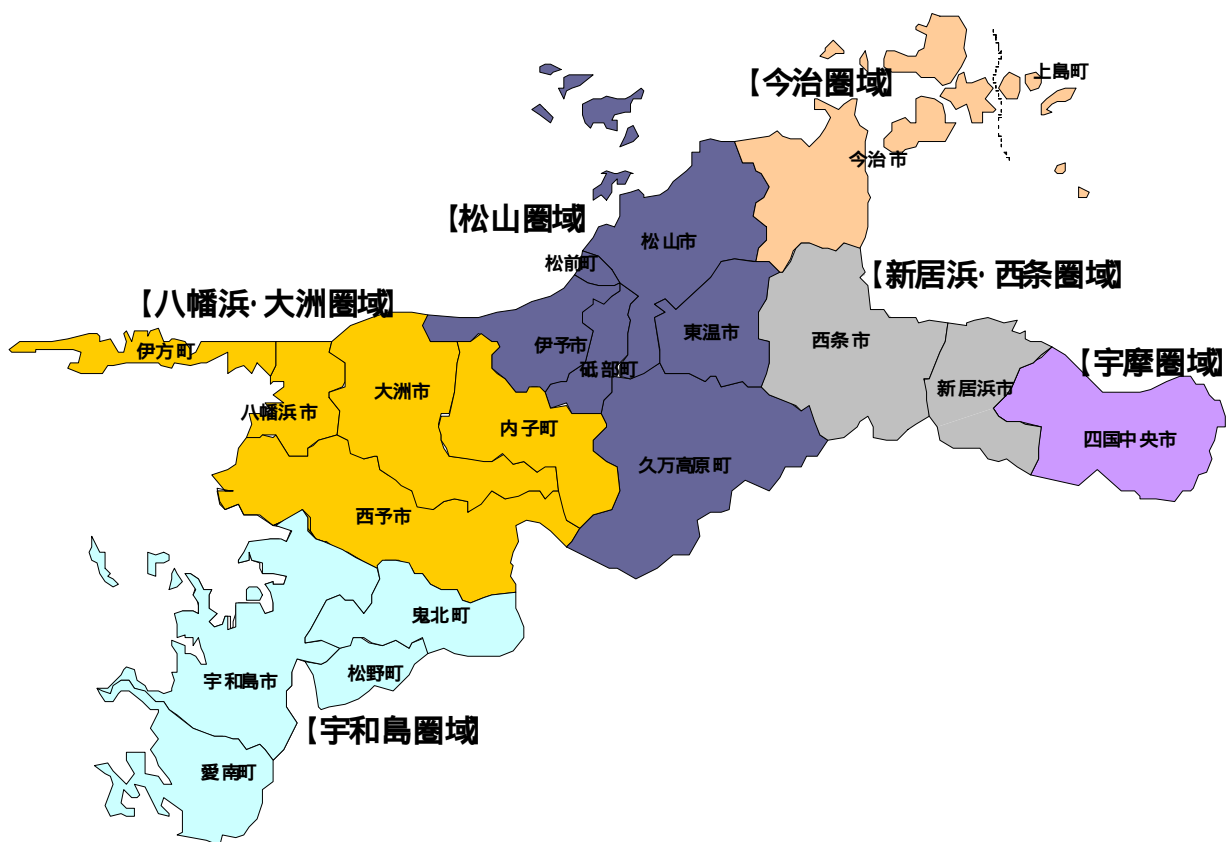 上島町
【今治圏域】
今治市
【松山圏域】
松山市
松前町
【新居浜・西条圏域】
【八幡浜・大洲圏域】
東温市
西条市
伊方町
伊予市
砥部町
【宇摩圏域】
大洲市
新居浜市
八幡浜市
内子町
四国中央市
久万高原町
西予市
鬼北町
松野町
宇和島市
【宇和島圏域】
愛南町